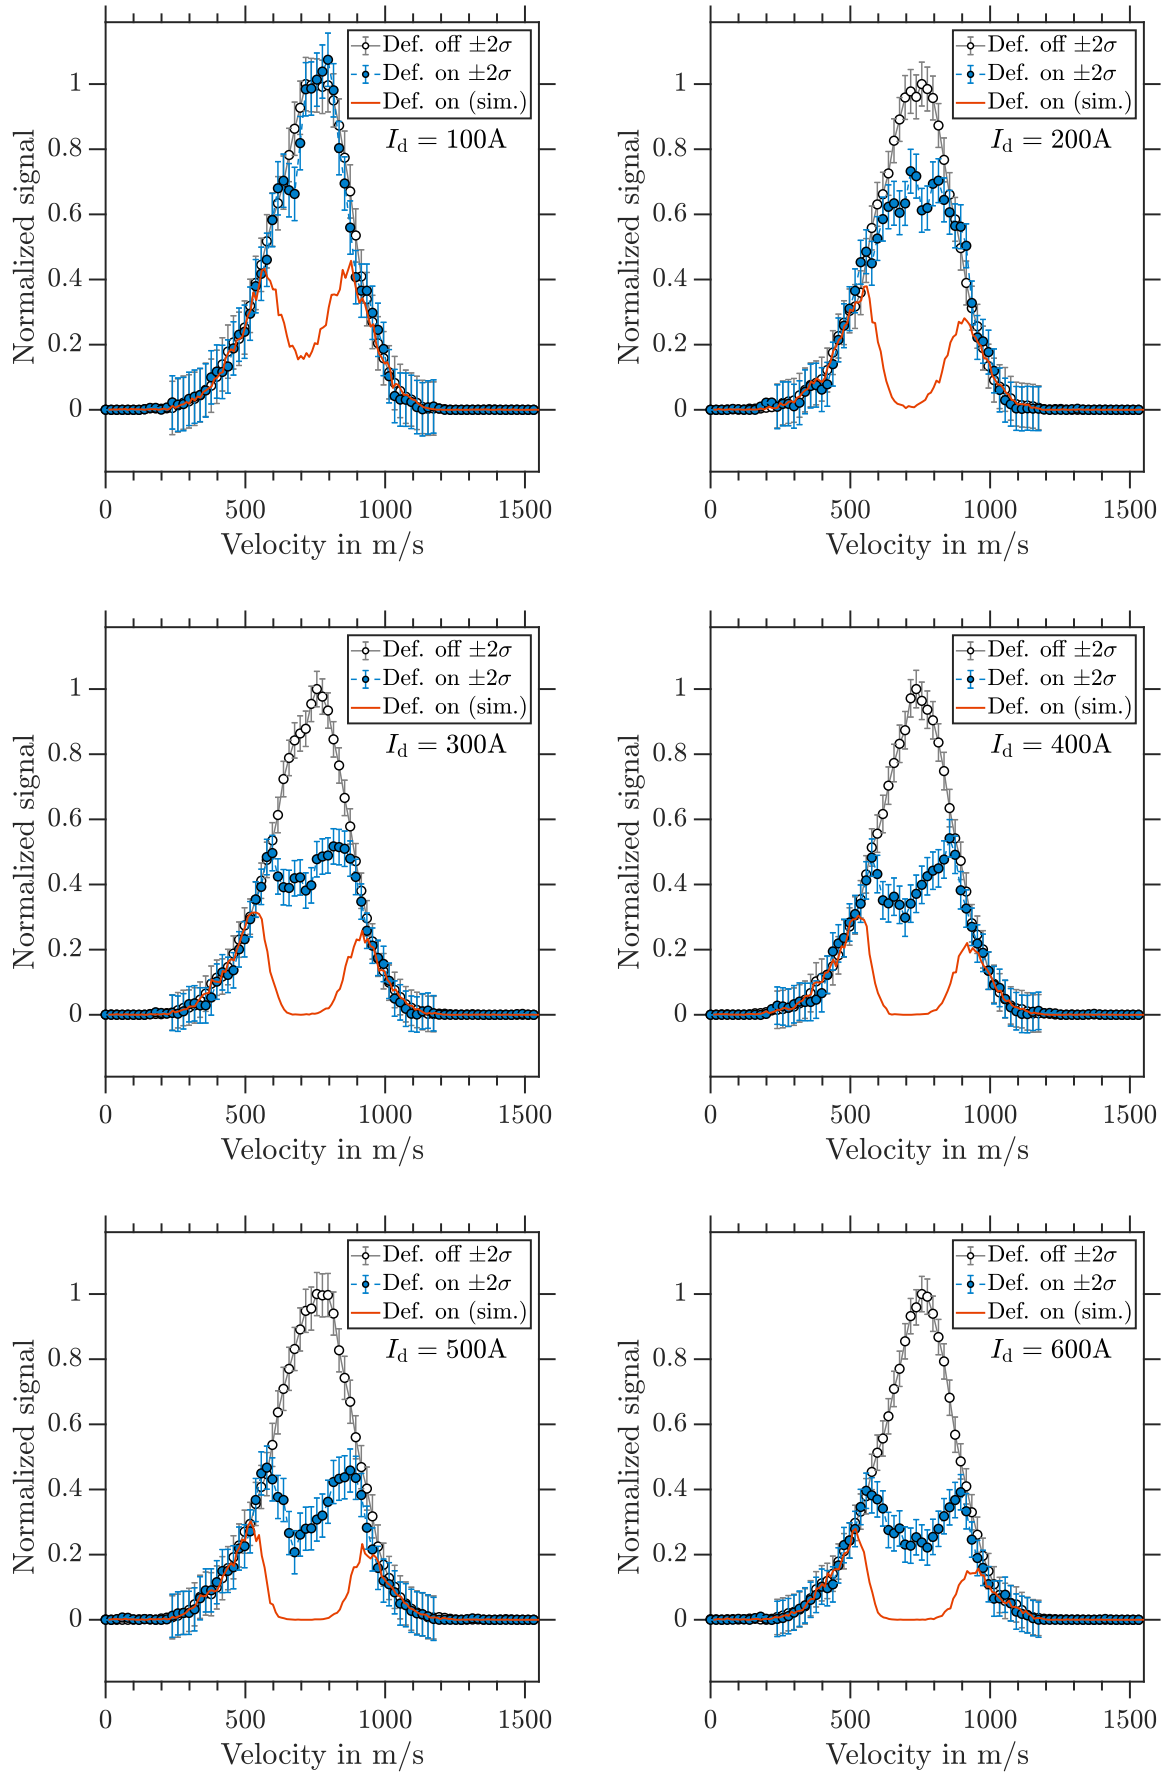 Def. off ±2σ
Def. on ±2σ
Def. on (sim.)
I_d = 100A
1
0.8
0.6
0.4
0.2
0
Normalized signal
0 500 1000 1500
Velocity in m/s
Def. off ±2σ
Def. on ±2σ
Def. on (sim.)
I_d = 200A
1
0.8
0.6
0.4
0.2
0
Normalized signal
0 500 1000 1500
Velocity in m/s
Def. off ±2σ
Def. on ±2σ
Def. on (sim.)
I_d = 300A
1
0.8
0.6
0.4
0.2
0
Normalized signal
0 500 1000 1500
Velocity in m/s
Def. off ±2σ
Def. on ±2σ
Def. on (sim.)
I_d = 400A
1
0.8
0.6
0.4
0.2
0
Normalized signal
0 500 1000 1500
Velocity in m/s
Def. off ±2σ
Def. on ±2σ
Def. on (sim.)
I_d = 500A
1
0.8
0.6
0.4
0.2
0
Normalized signal
0 500 1000 1500
Velocity in m/s
Def. off ±2σ
Def. on ±2σ
Def. on (sim.)
I_d = 600A
1
0.8
0.6
0.4
0.2
0
Normalized signal
0 500 1000 1500
Velocity in m/s